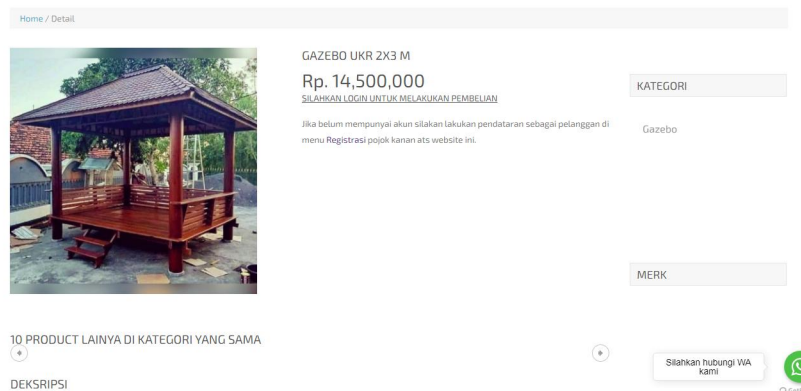 Home / Detail
GAZEBO UKR 2X3 M
Rp. 14,500,000
SILAHKAN LOGIN UNTUK MELAKUKAN PEMBELIAN
Jika belum mempunyai akun silakan lakukan pendataran sebagai pelanggan di
menu Registrasi pojok kanan ats website ini.
KATEGORI
Gazebo
MERK
10 PRODUCT LAINYA DI KATEGORI YANG SAMA
Silahkan hubungi WA
kami
DEKSRIPSI